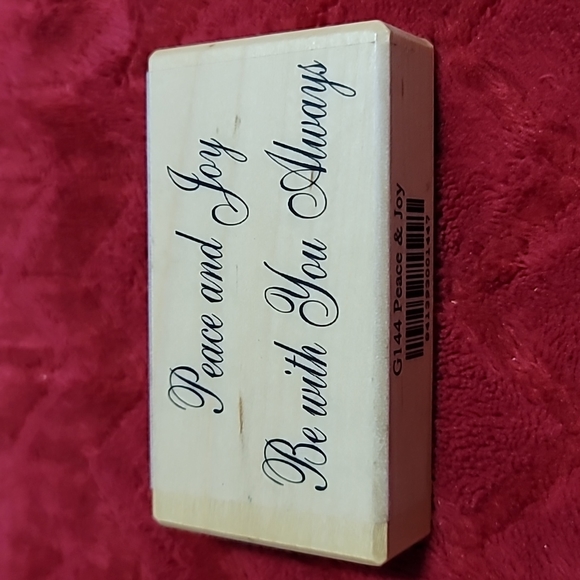 Peace and Joy
Be with You Always
G144 Peace & Joy